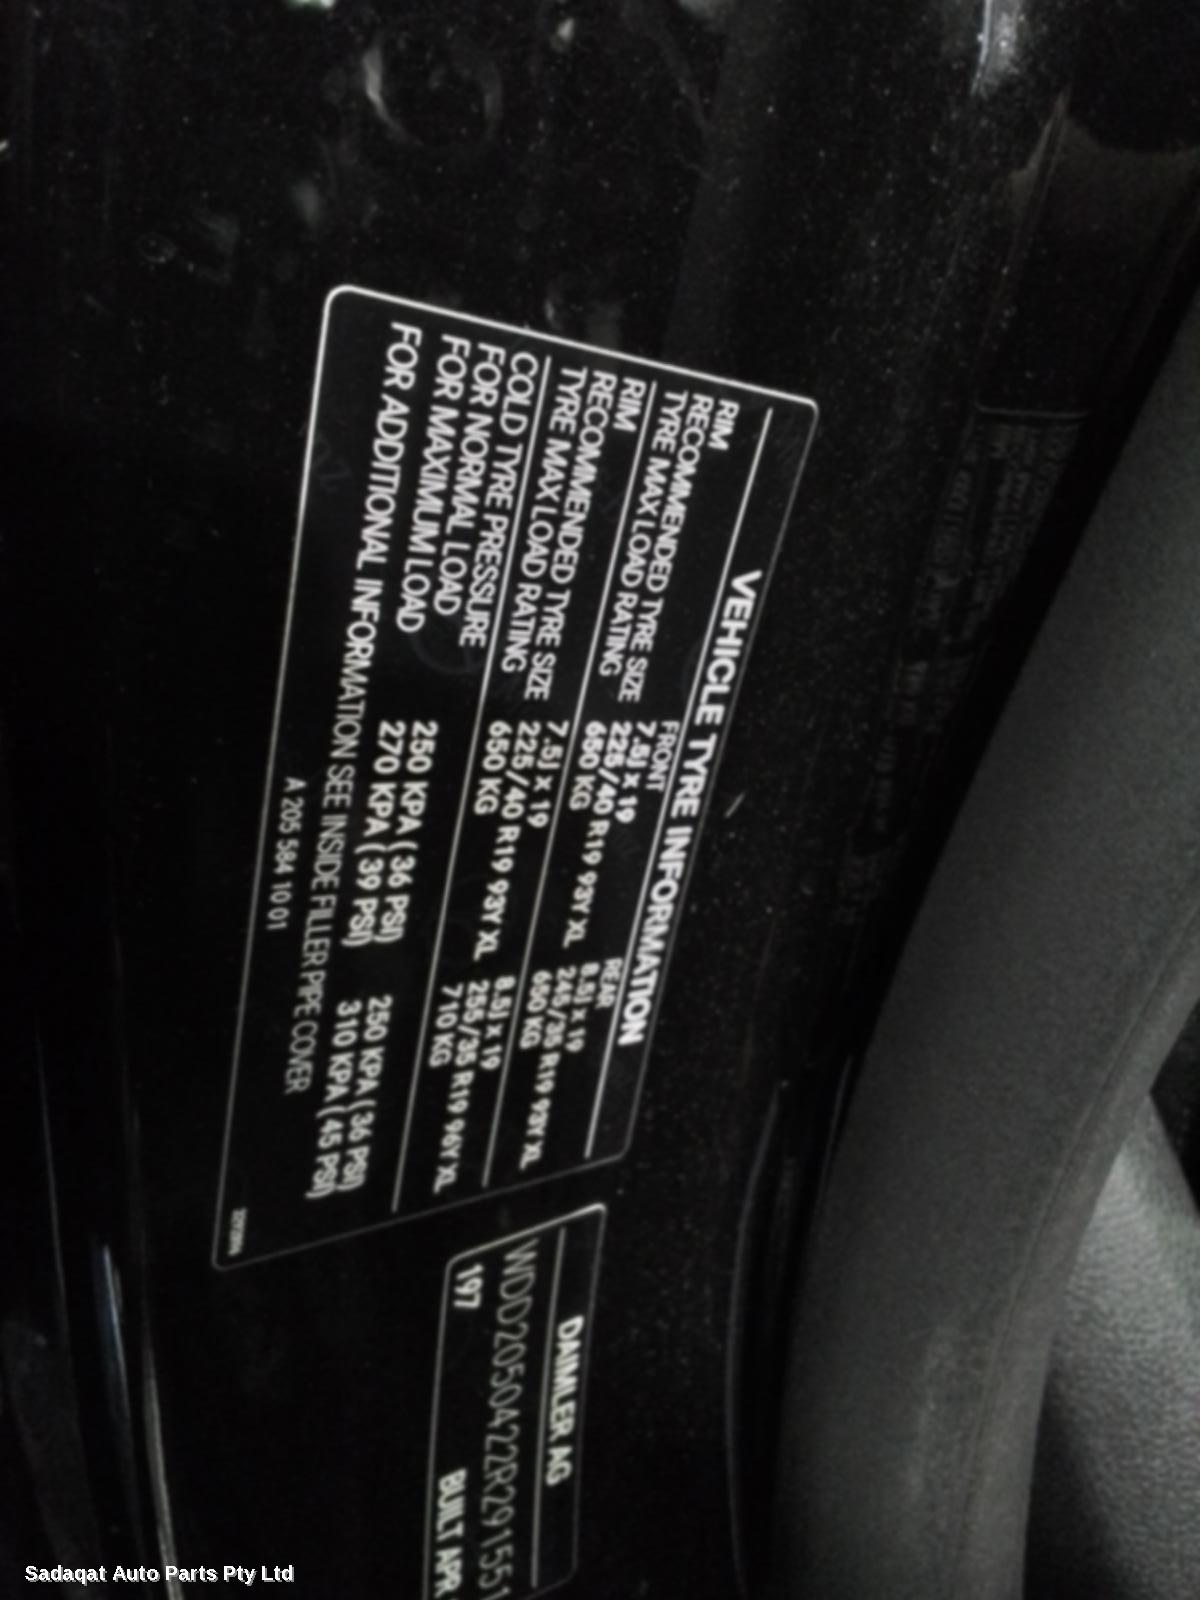 VEHICLE TYRE INFORMATION
FRONT REAR
RIM 7.5J X 19 8.5J X 19
RECOMMENDED TYRE SIZE 225/40 R19 93Y XL 245/35 R19 93Y XL
TYRE MAX LOAD RATING 650 KG 650 KG
RIM 7.5J X 19 8.5J X 19
RECOMMENDED TYRE SIZE 225/40 R19 93Y XL 255/35 R19 96Y XL
TYRE MAX LOAD RATING 650 KG 710 KG
COLD TYRE PRESSURE
FOR NORMAL LOAD 250 KPA ( 36 PSI) 250 KPA ( 36 PSI)
FOR MAXIMUM LOAD 270 KPA ( 39 PSI) 310 KPA ( 45 PSI)
FOR ADDITIONAL INFORMATION SEE INSIDE FILLER PIPE COVER
A 205 584 10 01
DAIMLER AG
WDD2050422R291551
197 BUILT APR
Sadaqat Auto Parts Pty Ltd